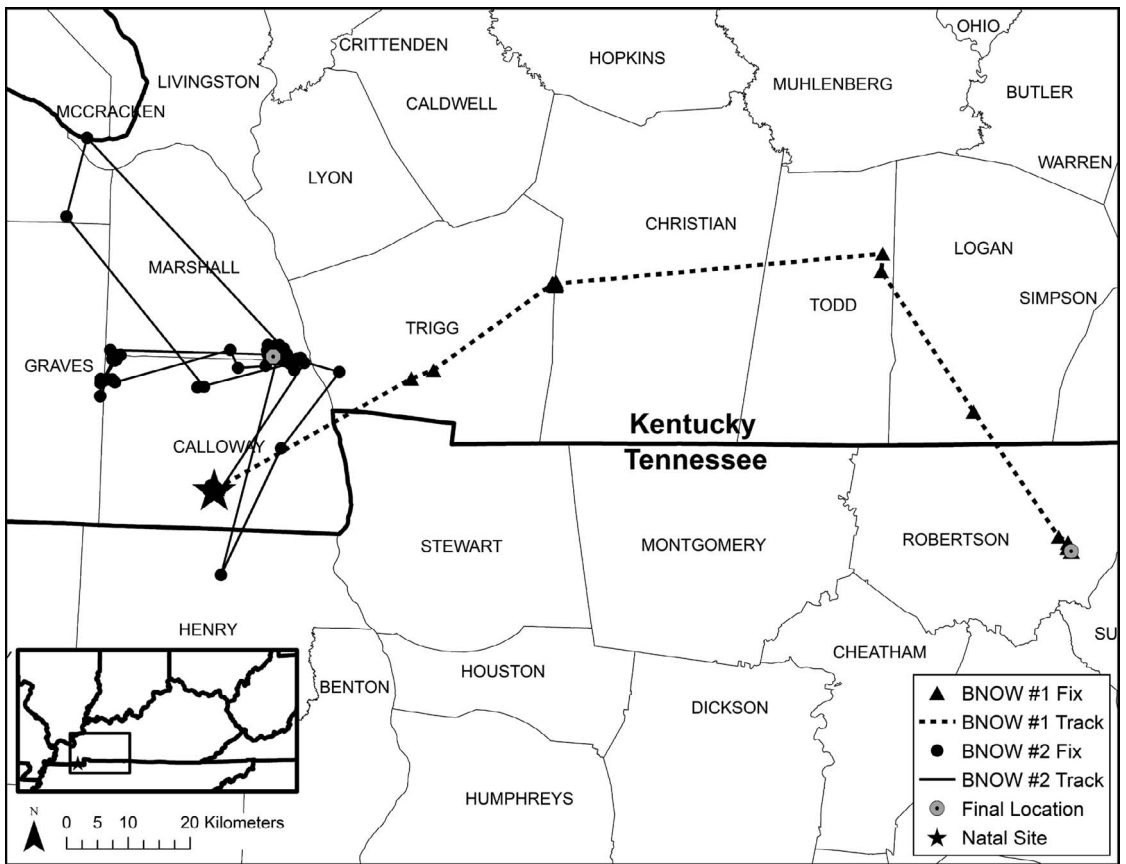 OHIO
CRITTENDEN
HOPKINS
LIVINGSTON
MUHLENBERG
BUTLER
MCCRACKEN
CALDWELL
WARREN
LYON
CHRISTIAN
LOGAN
MARSHALL
SIMPSON
TODD
TRIGG
GRAVES
Kentucky
CALLOWAY
Tennessee
ROBERTSON
STEWART
MONTGOMERY
HENRY
SU
CHEATHAM
HOUSTON
BENTON
DICKSON
HUMPHREYS
N
0 5 10 20 Kilometers
BNOW #1 Fix
BNOW #1 Track
BNOW #2 Fix
BNOW #2 Track
Final Location
Natal Site